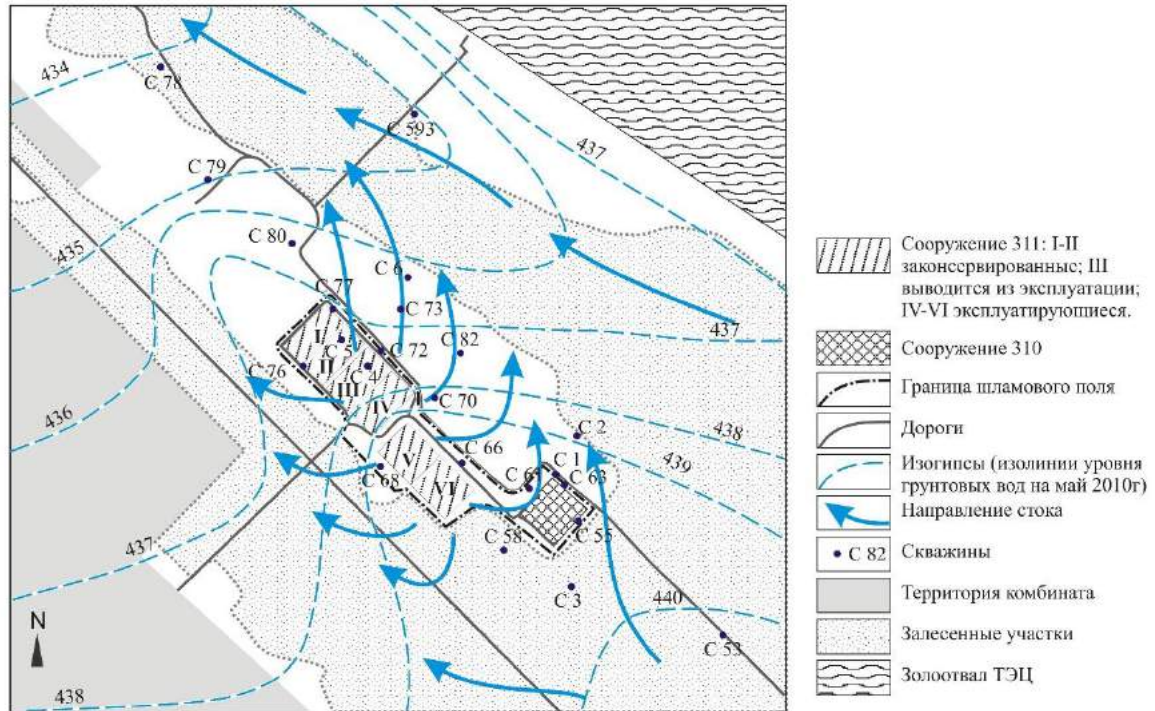 434
С 78
С 593
437
С 79
435
С 80
С 6
С 77
С 73
437
I
С 5
С 72
С 82
С 76
II
С 4
III
IV
С 70
436
438
С 2
439
С 66
V
С 68
С 1
С 6
С 63
VI
С 55
С 58
437
С 3
440
С 53
N
438
Сооружение 311: I-II
законсервированные; III
выводится из эксплуатации;
IV-VI эксплуатирующиеся.
Сооружение 310
Граница шламового поля
Дороги
Изогипсы (изолинии уровня
грунтовых вод на май 2010г)
Направление стока
С 82
Скважины
Территория комбината
Залесенные участки
Золоотвал ТЭЦ